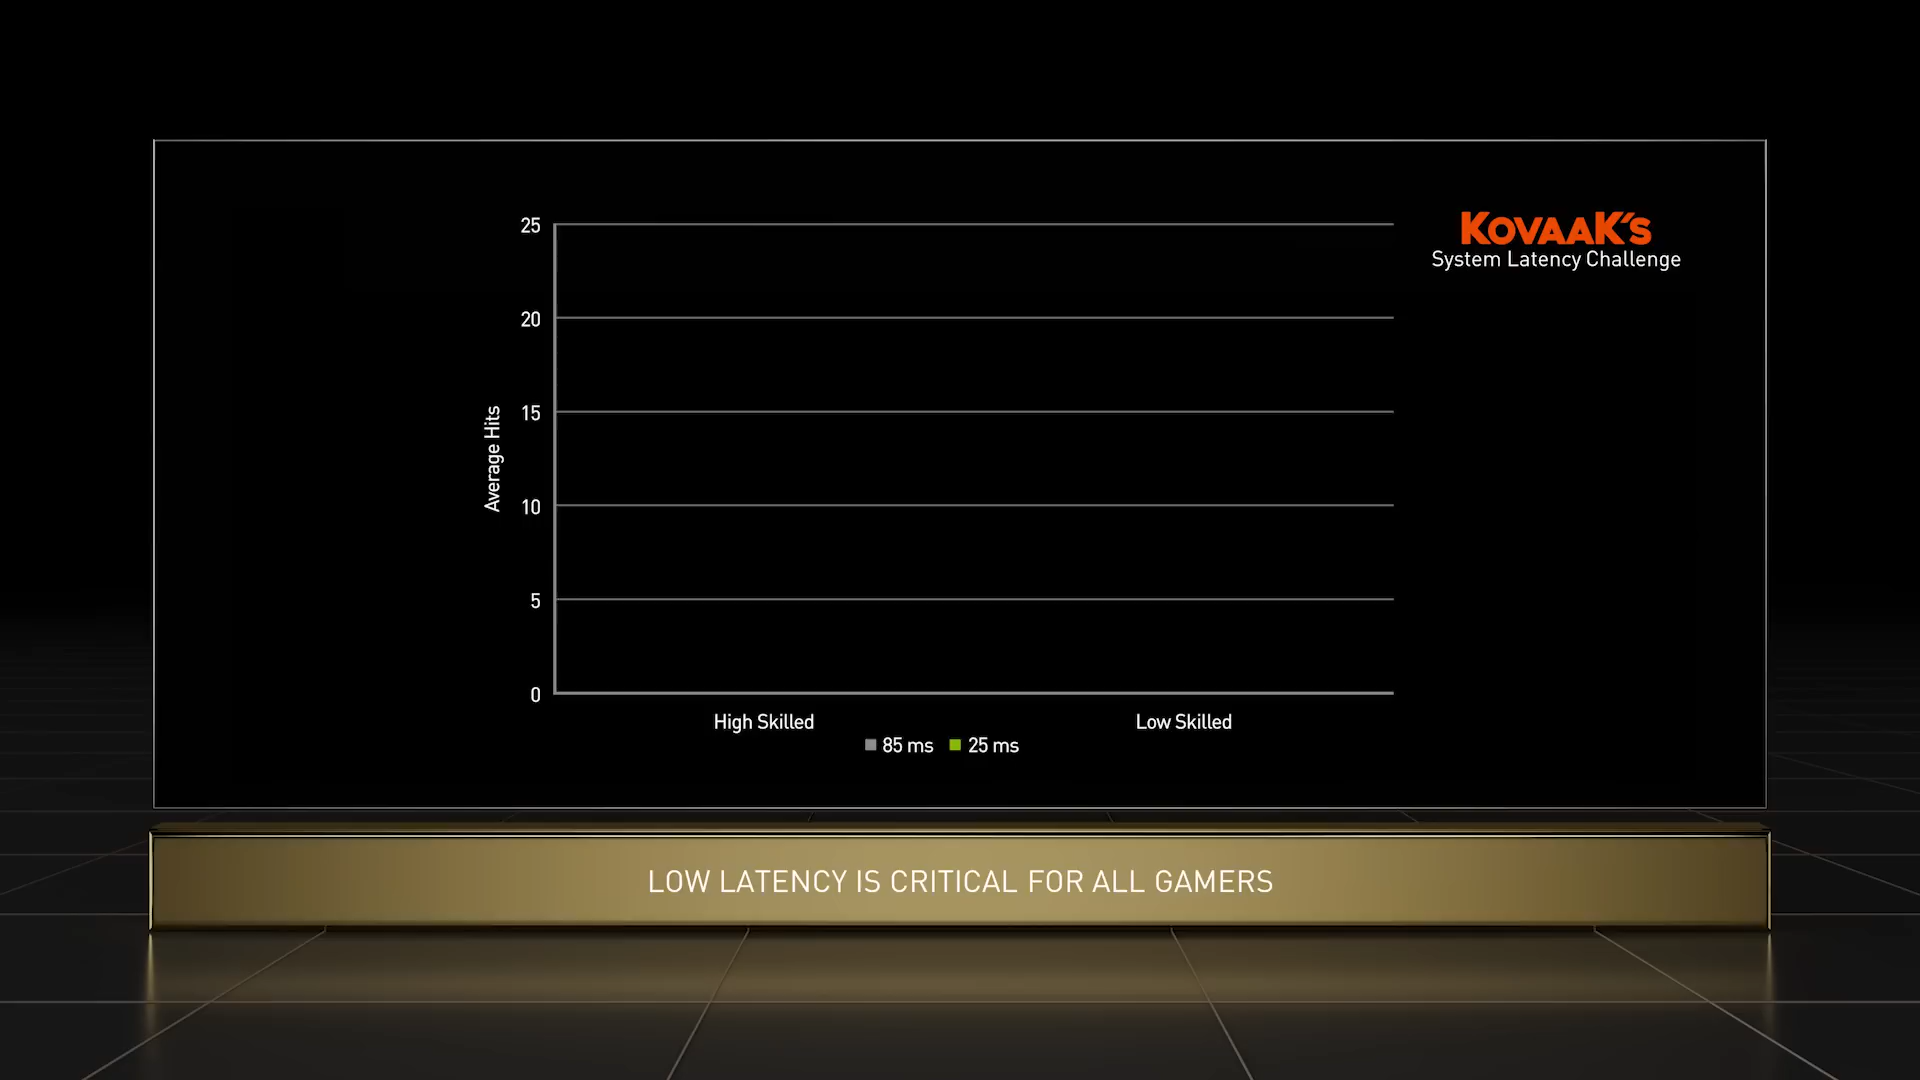 KovaaK's
System Latency Challenge
25
20
15
10
5
0
Average Hits
High Skilled
Low Skilled
85 ms
25 ms
LOW LATENCY IS CRITICAL FOR ALL GAMERS